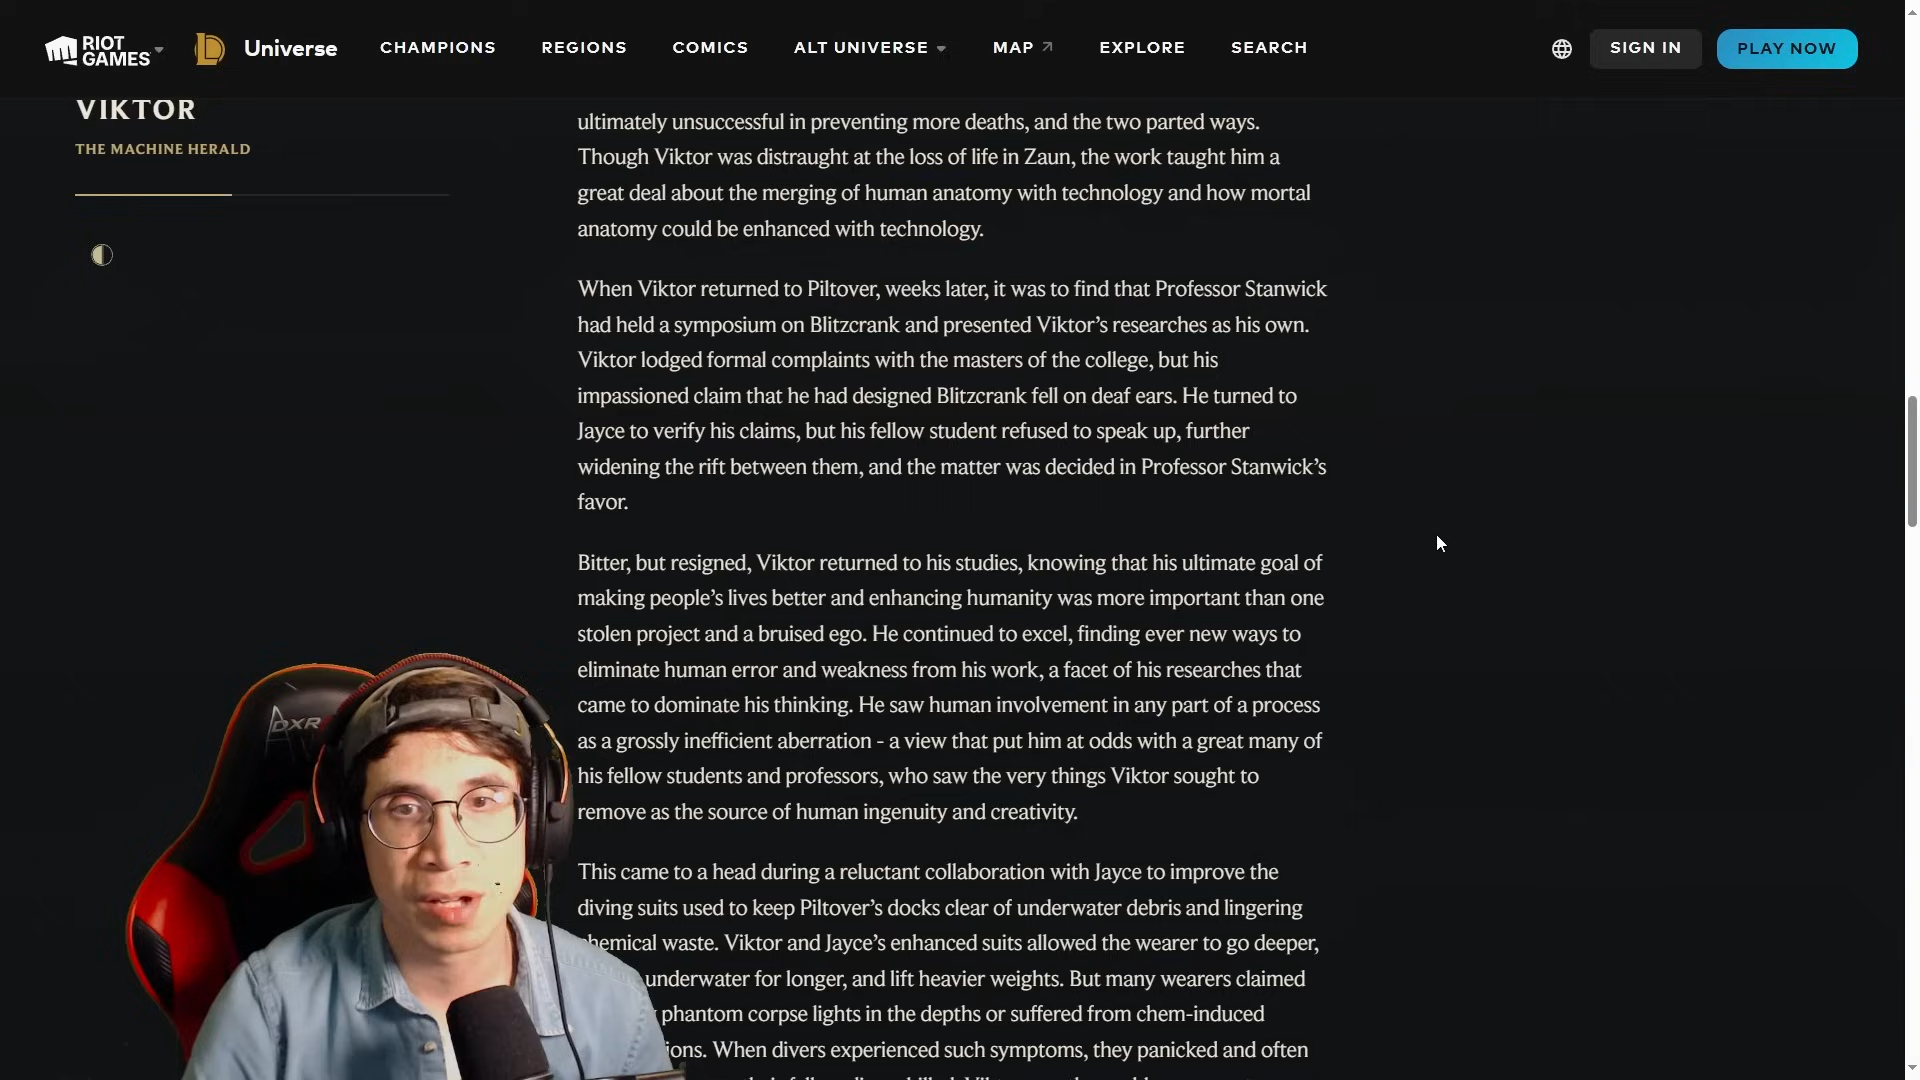 RIOT GAMES
Universe
CHAMPIONS
REGIONS
COMICS
ALT UNIVERSE
MAP
EXPLORE
SEARCH
SIGN IN
PLAY NOW
VIKTOR
THE MACHINE HERALD
ultimately unsuccessful in preventing more deaths, and the two parted ways.
Though Viktor was distraught at the loss of life in Zaun, the work taught him a
great deal about the merging of human anatomy with technology and how mortal
anatomy could be enhanced with technology.
When Viktor returned to Piltover, weeks later, it was to find that Professor Stanwick
had held a symposium on Blitzcrank and presented Viktor’s researches as his own.
Viktor lodged formal complaints with the masters of the college, but his
impassioned claim that he had designed Blitzcrank fell on deaf ears. He turned to
Jayce to verify his claims, but his fellow student refused to speak up, further
widening the rift between them, and the matter was decided in Professor Stanwick’s
favor.
Bitter, but resigned, Viktor returned to his studies, knowing that his ultimate goal of
making people’s lives better and enhancing humanity was more important than one
stolen project and a bruised ego. He continued to excel, finding ever new ways to
eliminate human error and weakness from his work, a facet of his researches that
came to dominate his thinking. He saw human involvement in any part of a process
as a grossly inefficient aberration - a view that put him at odds with a great many of
his fellow students and professors, who saw the very things Viktor sought to
remove as the source of human ingenuity and creativity.
This came to a head during a reluctant collaboration with Jayce to improve the
diving suits used to keep Piltover’s docks clear of underwater debris and lingering
chemical waste. Viktor and Jayce’s enhanced suits allowed the wearer to go deeper,
underwater for longer, and lift heavier weights. But many wearers claimed
phantom corpse lights in the depths or suffered from chem-induced
ions. When divers experienced such symptoms, they panicked and often
DXR